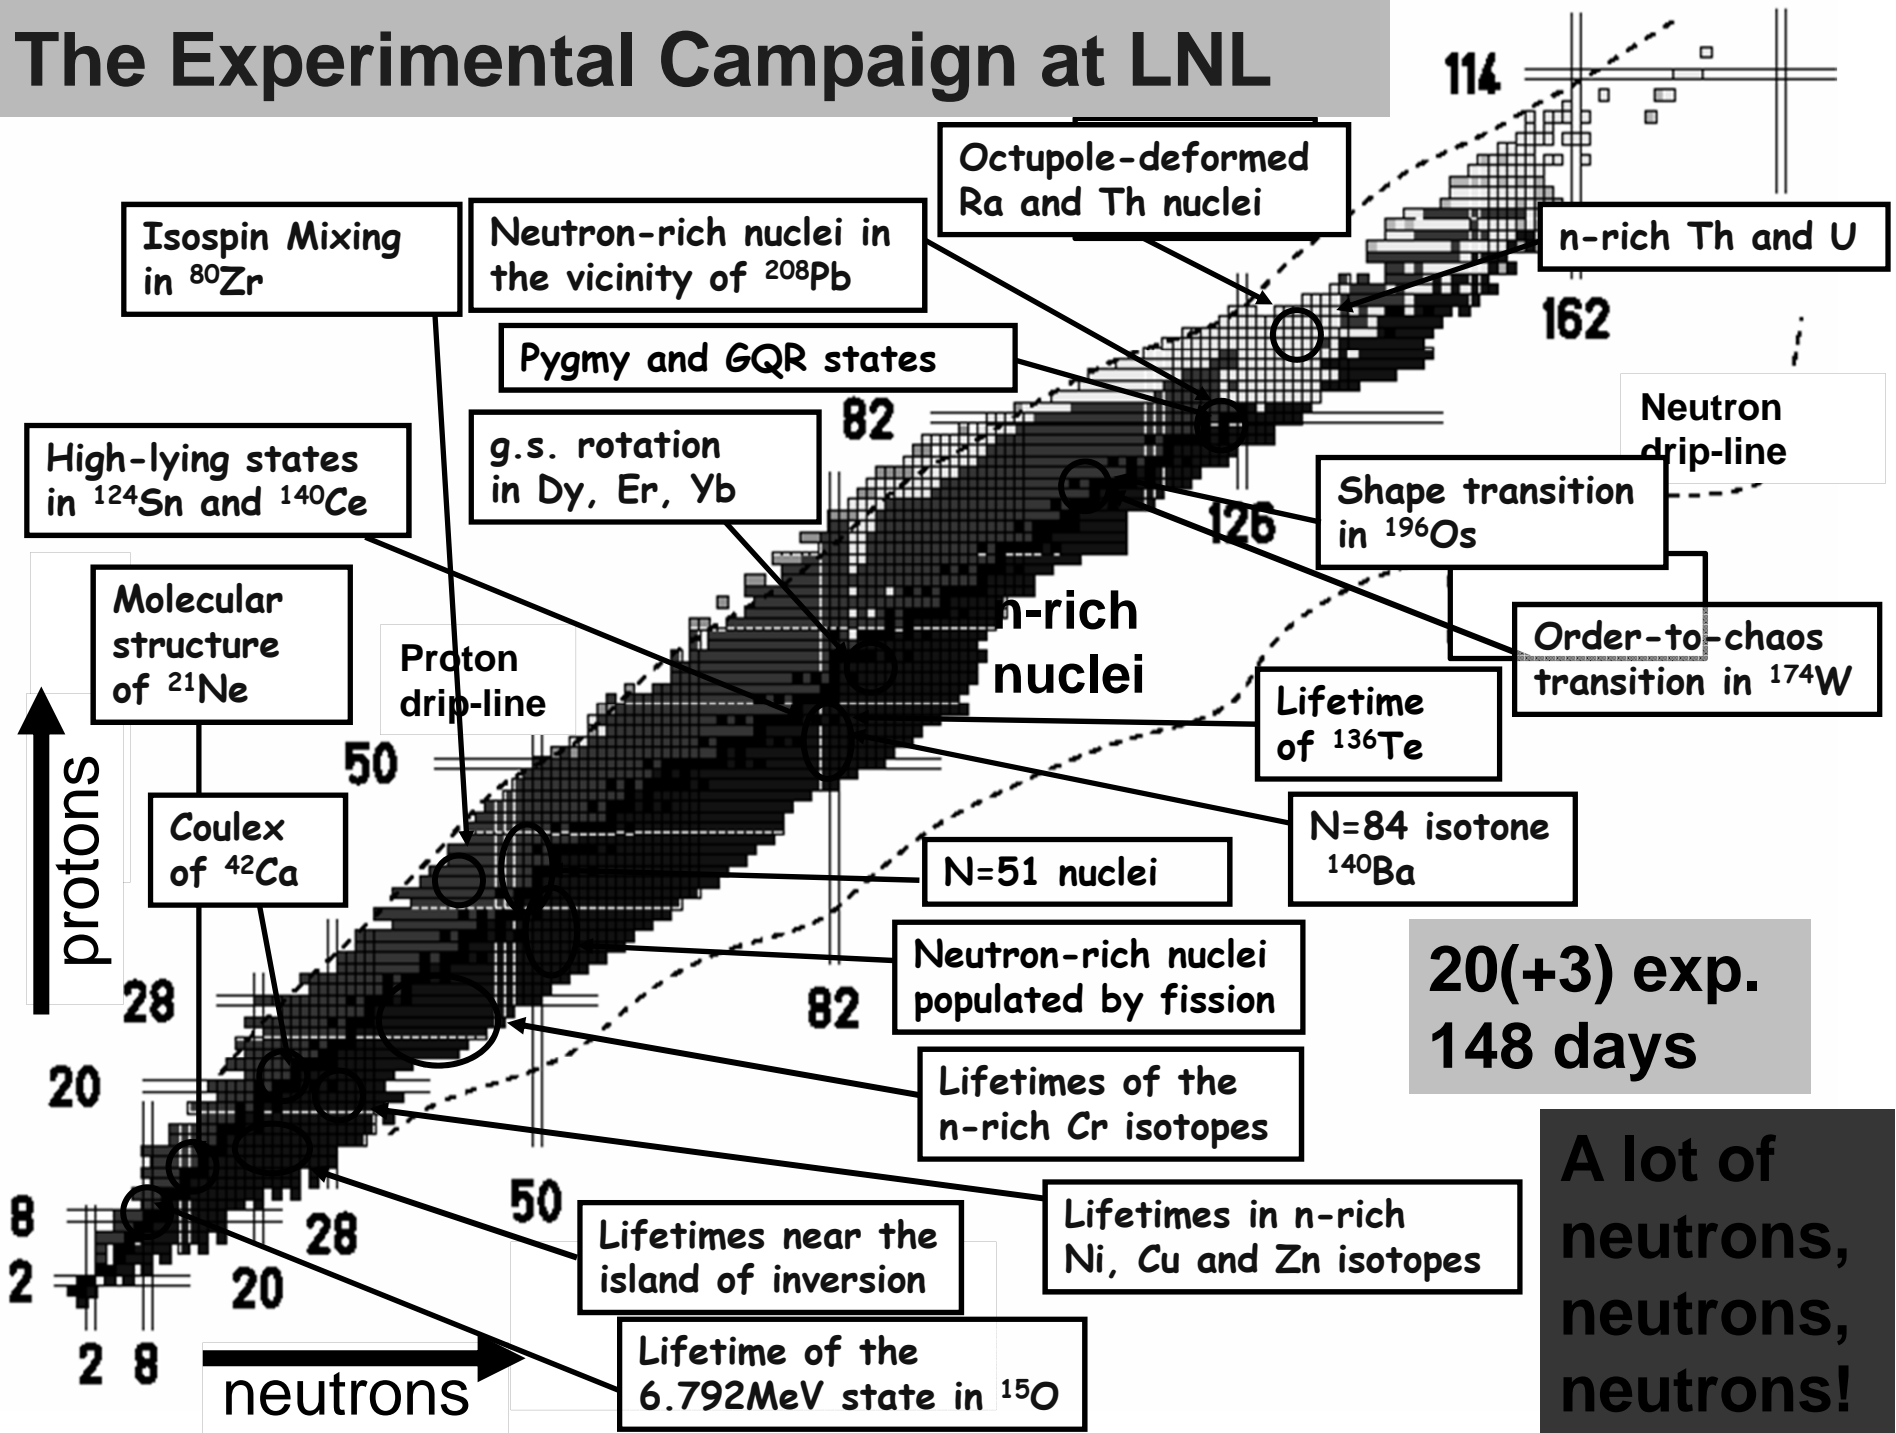 The Experimental Campaign at LNL
114
Octupole-deformed
Ra and Th nuclei
Isospin Mixing
in ⁸⁰Zr
Neutron-rich nuclei in
the vicinity of ²⁰⁸Pb
n-rich Th and U
162
Pygmy and GQR states
82
Neutron
drip-line
High-lying states
in ¹²⁴Sn and ¹⁴⁰Ce
g.s. rotation
in Dy, Er, Yb
Shape transition
in ¹⁹⁶Os
126
Molecular
structure
of ²¹Ne
n-rich
nuclei
Proton
drip-line
Order-to-chaos
transition in ¹⁷⁴W
Lifetime
of ¹³⁶Te
50
protons
Coulex
of ⁴²Ca
N=84 isotone
¹⁴⁰Ba
N=51 nuclei
Neutron-rich nuclei
populated by fission
20(+3) exp.
148 days
28
82
20
Lifetimes of the
n-rich Cr isotopes
A lot of
neutrons,
neutrons,
neutrons!
50
Lifetimes in n-rich
Ni, Cu and Zn isotopes
8
28
Lifetimes near the
island of inversion
2
20
Lifetime of the
6.792MeV state in ¹⁵O
2
8
neutrons